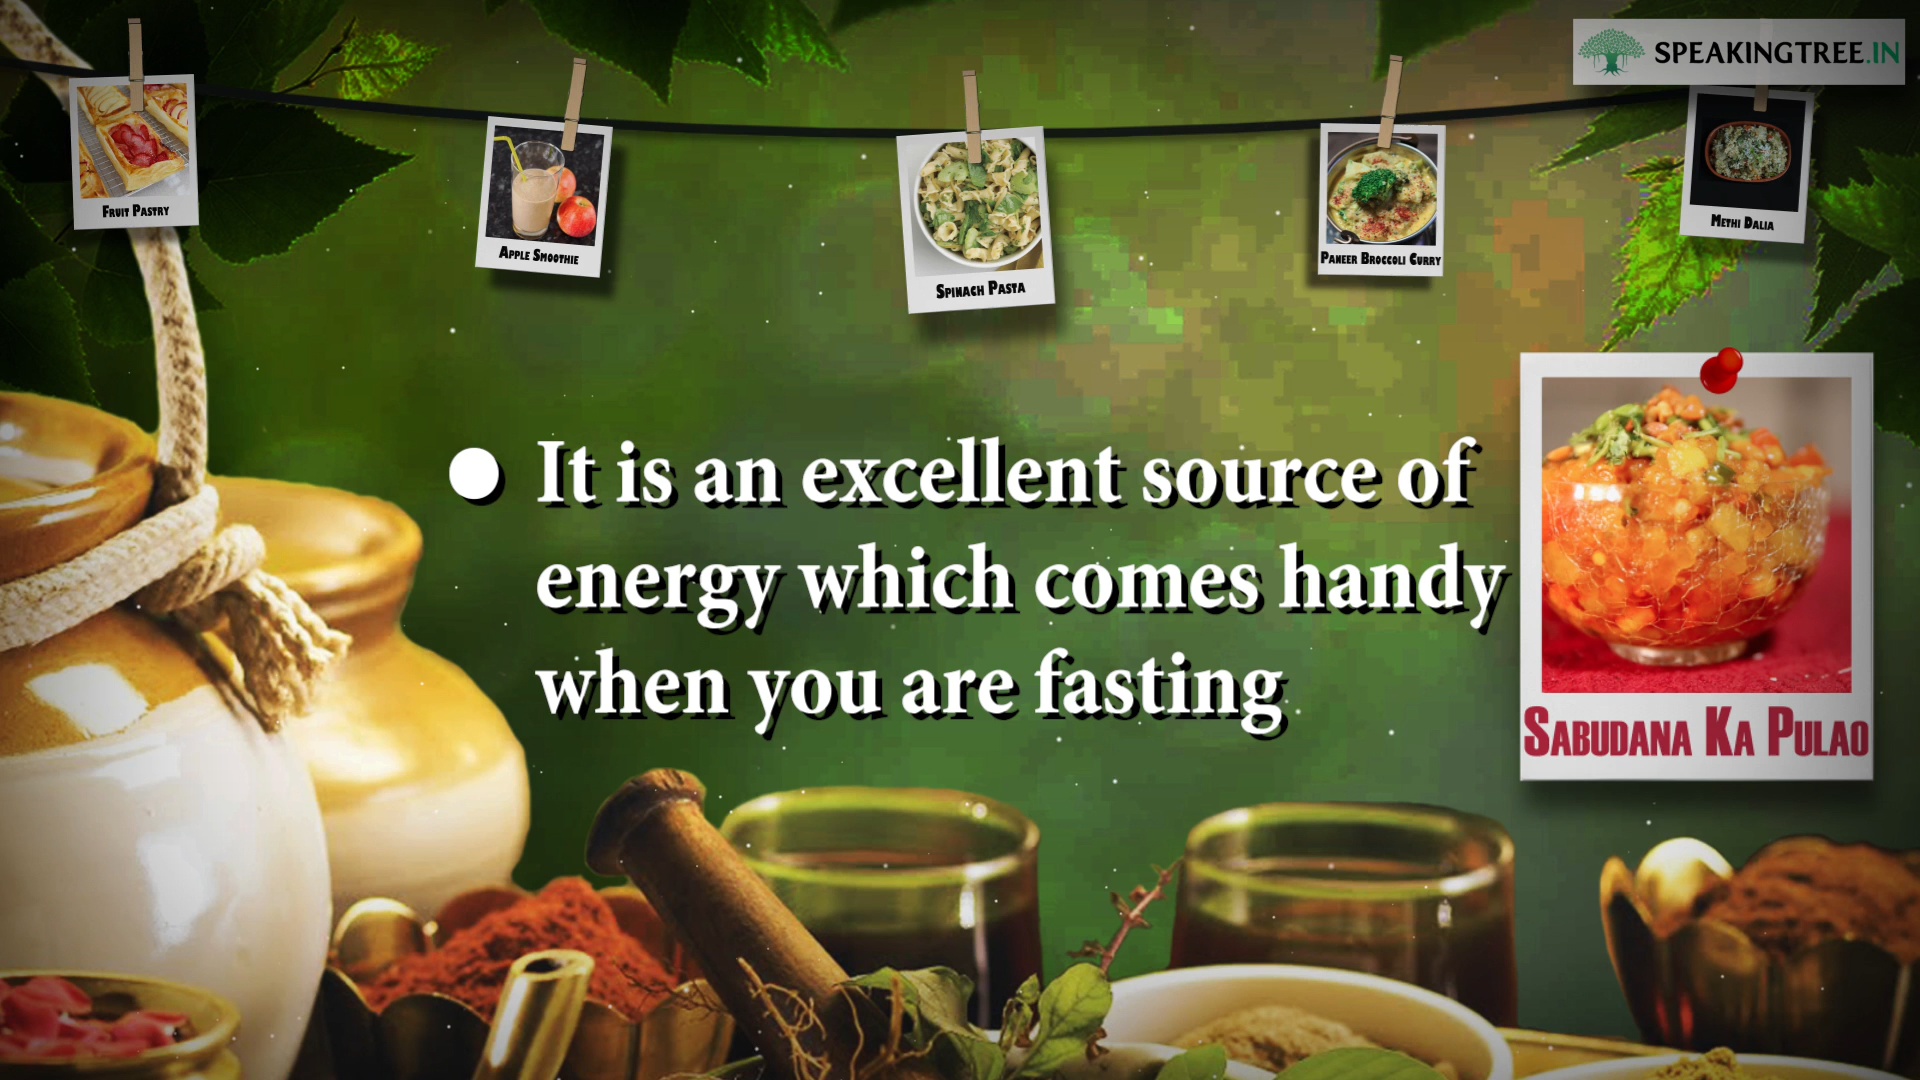 SPEAKINGTREE.IN
FRUIT PASTRY
APPLE SMOOTHIE
SPINACH PASTA
PANEER BROCCOLI CURRY
METHI DALIA
It is an excellent source of
energy which comes handy
when you are fasting
SABUDANA KA PULAO